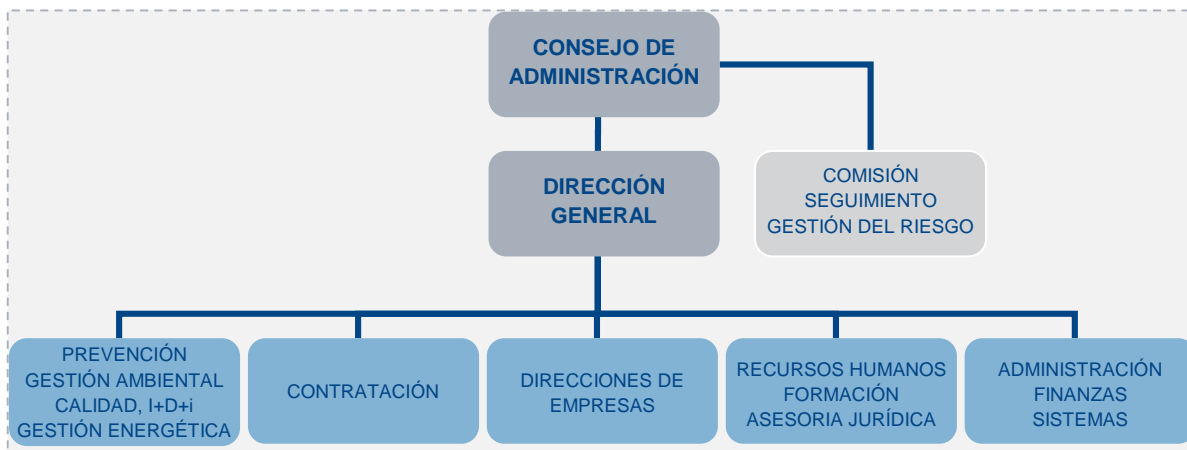 CONSEJO DE
ADMINISTRACIÓN
DIRECCIÓN
GENERAL
COMISIÓN
SEGUIMIENTO
GESTIÓN DEL RIESGO
PREVENCIÓN
GESTIÓN AMBIENTAL
CALIDAD, I+D+i
GESTIÓN ENERGÉTICA
CONTRATACIÓN
DIRECCIONES DE
EMPRESAS
RECURSOS HUMANOS
FORMACIÓN
ASESORIA JURÍDICA
ADMINISTRACIÓN
FINANZAS
SISTEMAS